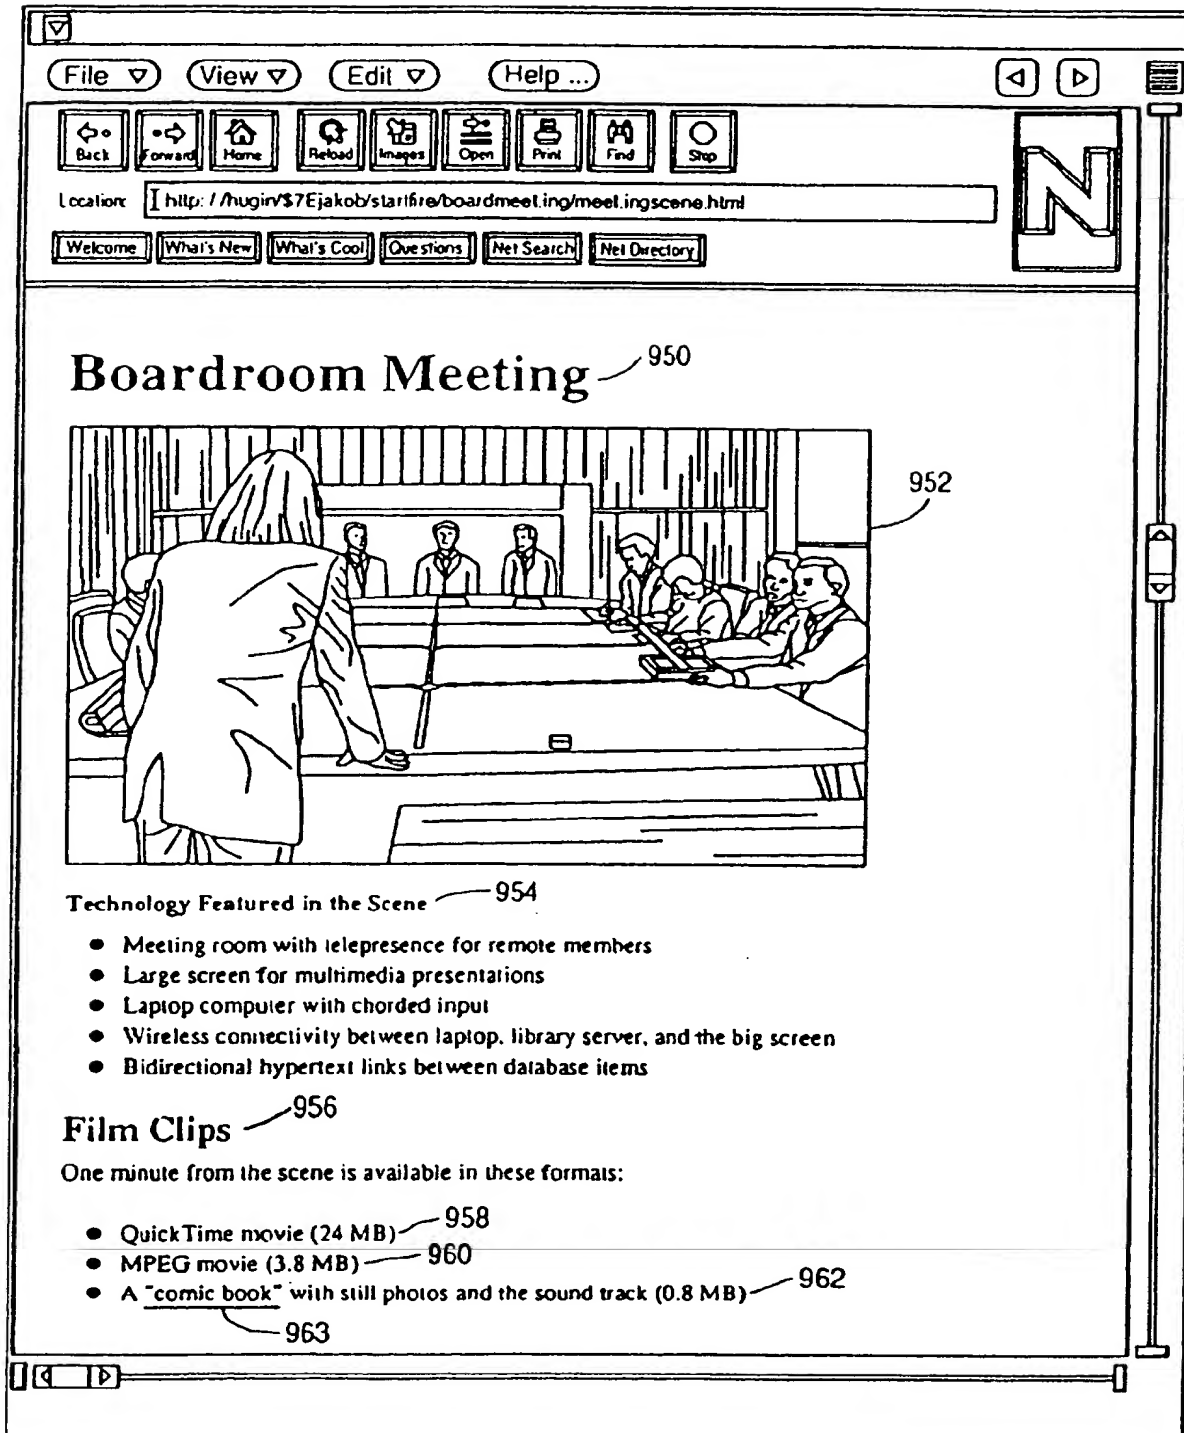 File View Edit Help ...
Back Forward Home Reload Images Open Print Find Stop
N
Location: http: / /hugin/$7Ejakob/starfire/boardmeet.ing/meet.ingscene.html
Welcome What's New What's Cool Questions Net Search Net Directory
Boardroom Meeting 950
952
Technology Featured in the Scene 954
● Meeting room with telepresence for remote members
● Large screen for multimedia presentations
● Laptop computer with chorded input
● Wireless connectivity between laptop, library server, and the big screen
● Bidirectional hypertext links between database items
956
Film Clips
One minute from the scene is available in these formats:
● QuickTime movie (24 MB) 958
● MPEG movie (3.8 MB) 960
● A "comic book" with still photos and the sound track (0.8 MB) 962
963